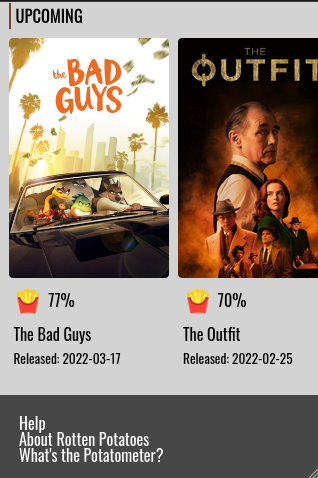 UPCOMING
the BAD
GUYS
THE
OUTFIT
77%
70%
The Bad Guys
The Outfit
Released: 2022-03-17
Released: 2022-02-25
Help
About Rotten Potatoes
What's the Potatometer?